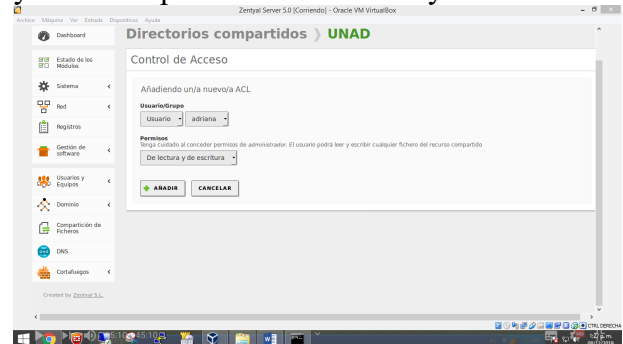 Zentyal Server 5.0 [Corriendo] - Oracle VM VirtualBox
Archivo Máquina Ver Entrada Dispositivos Ayuda
Dashboard
Estado de los
Módulos
Sistema
Red
Registros
Gestión de
software
Usuarios y
Equipos
Dominio
Compartición de
Ficheros
DNS
Cortafuegos
Created by Zentyal S.L.
Directorios compartidos ⟩ UNAD
Control de Acceso
Añadiendo un/a nuevo/a ACL
Usuario/Grupo
Usuario adriana
Permisos
Tenga cuidado al conceder permisos de administrador. El usuario podrá leer y escribir cualquier fichero del recurso compartido
De lectura y de escritura
AÑADIR CANCELAR
CTRL DERECHA
1:22 p. m.